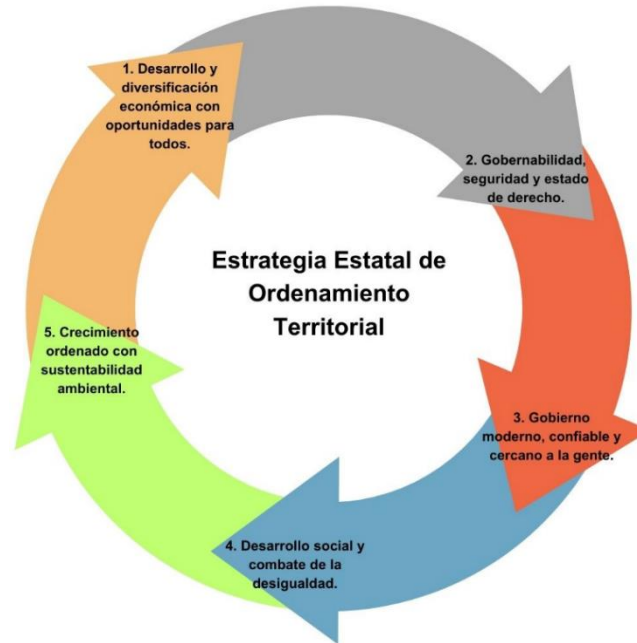 1. Desarrollo y
diversificación
económica con
oportunidades para
todos.
2. Gobernabilidad,
seguridad y estado
de derecho.
Estrategia Estatal de
Ordenamiento
Territorial
5. Crecimiento
ordenado con
sustentabilidad
ambiental.
3. Gobierno
moderno, confiable y
cercano a la gente.
4. Desarrollo social y
combate de la
desigualdad.